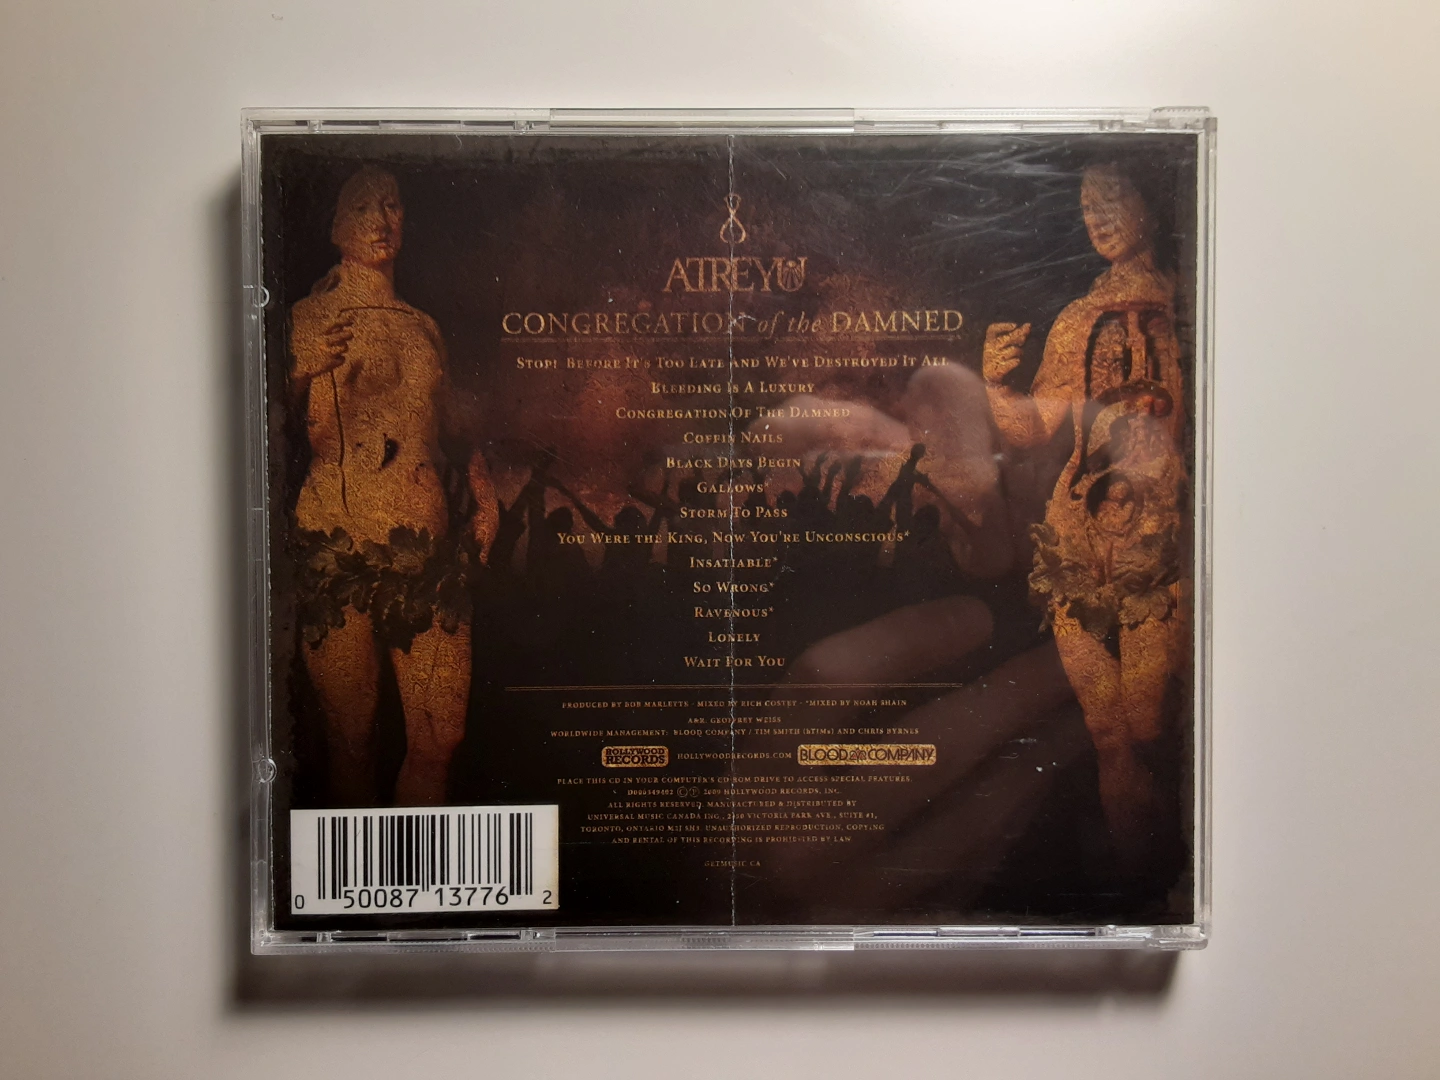 ATREYU
CONGREGATION of the DAMNED
STOP! BEFORE IT'S TOO LATE AND WE'VE DESTROYED IT ALL
BLEEDING IS A LUXURY
CONGREGATION OF THE DAMNED
COFFIN NAILS
BLACK DAYS BEGIN
GALLOWS*
STORM TO PASS
YOU WERE THE KING, NOW YOU'RE UNCONSCIOUS*
INSATIABLE*
SO WRONG*
RAVENOUS*
LONELY
WAIT FOR YOU
PRODUCED BY BOB MARLETTE · MIXED BY RICH COSTEY · *MIXED BY NOAH SHAIN
A&R: GEOFFREY WEISS
WORLDWIDE MANAGEMENT: BLOOD COMPANY / TIM SMITH (BTIMS) AND CHRIS BYRNES
HOLLYWOOD RECORDS HOLLYWOODRECORDS.COM BLOOD COMPANY
PLACE THIS CD IN YOUR COMPUTER'S CD-ROM DRIVE TO ACCESS SPECIAL FEATURES.
© ℗ 2009 HOLLYWOOD RECORDS, INC.
ALL RIGHTS RESERVED. MANUFACTURED & DISTRIBUTED BY
UNIVERSAL MUSIC CANADA INC., 2450 VICTORIA PARK AVE., SUITE #1,
TORONTO, ONTARIO M2J 5H3. UNAUTHORIZED REPRODUCTION, COPYING
AND RENTAL OF THIS RECORDING IS PROHIBITED BY LAW
GETMUSIC.CA
0 50087 13776 2